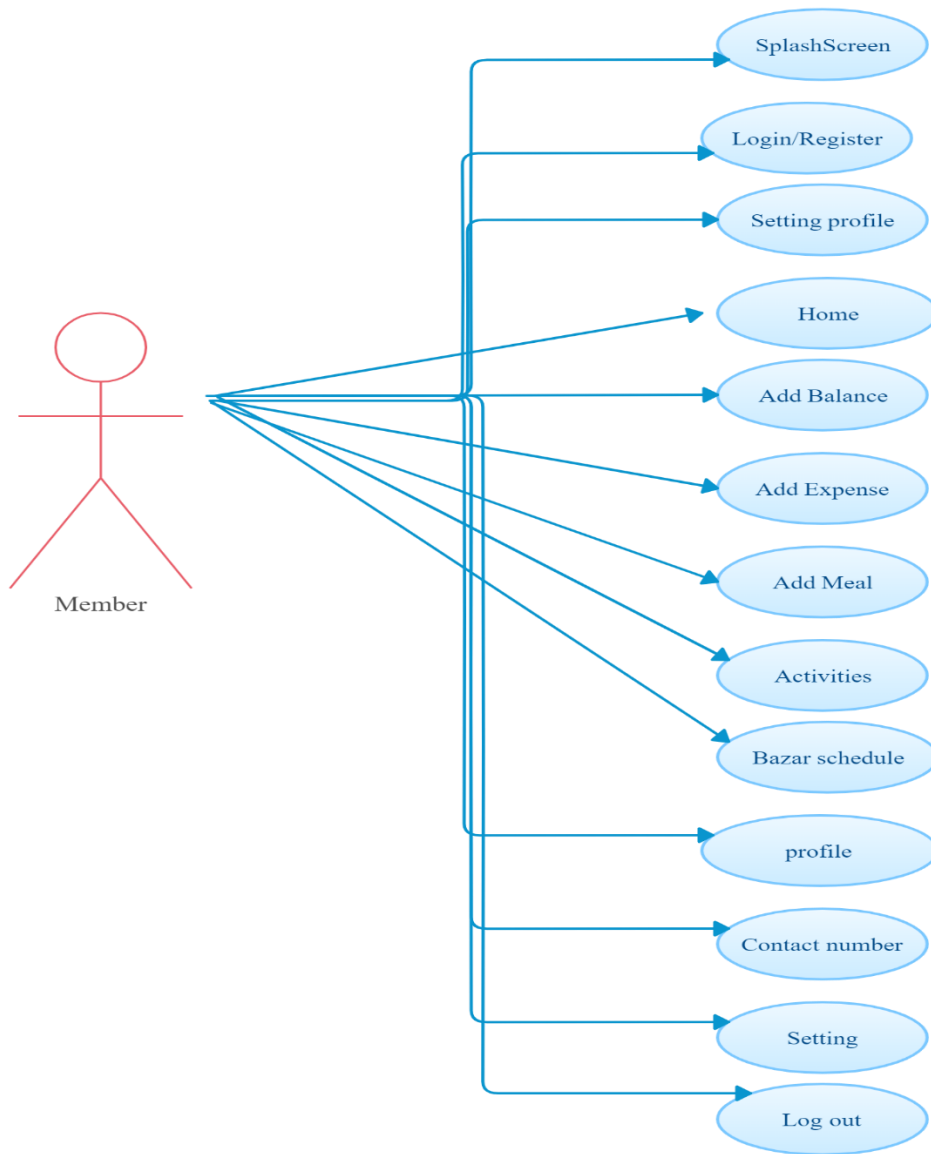 SplashScreen
Login/Register
Setting profile
Home
Add Balance
Add Expense
Add Meal
Member
Activities
Bazar schedule
profile
Contact number
Setting
Log out